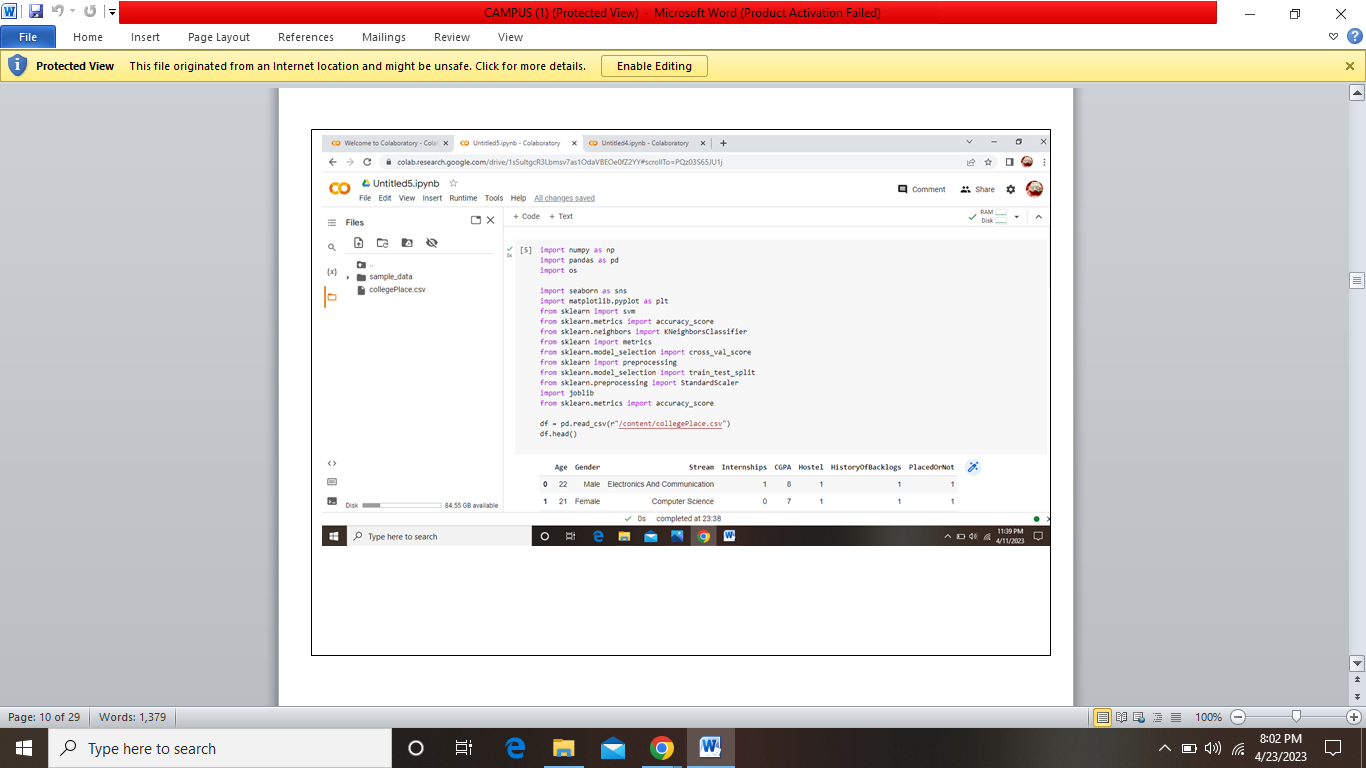 CAMPUS (1) (Protected View) - Microsoft Word (Product Activation Failed)
File Home Insert Page Layout References Mailings Review View
Protected View This file originated from an Internet location and might be unsafe. Click for more details. Enable Editing
Welcome to Colaboratory - Colab Untitled5.ipynb - Colaboratory Untitled4.ipynb - Colaboratory
colab.research.google.com/drive/1s5ultgcR3Lbmsv7as1OdaVBEOe0fZ2YY#scrollTo=PQz03S65JU1j
Untitled5.ipynb
File Edit View Insert Runtime Tools Help All changes saved
Comment Share
Files
+ Code + Text
RAM
Disk
..
sample_data
collegePlace.csv
{x}
0s
[5] import numpy as np
import pandas as pd
import os
import seaborn as sns
import matplotlib.pyplot as plt
from sklearn import svm
from sklearn.metrics import accuracy_score
from sklearn.neighbors import KNeighborsClassifier
from sklearn import metrics
from sklearn.model_selection import cross_val_score
from sklearn import preprocessing
from sklearn.model_selection import train_test_split
from sklearn.preprocessing import StandardScaler
import joblib
from sklearn.metrics import accuracy_score
df = pd.read_csv(r"/content/collegePlace.csv")
df.head()
Age Gender Stream Internships CGPA Hostel HistoryOfBacklogs PlacedOrNot
0 22 Male Electronics And Communication 1 8 1 1 1
1 21 Female Computer Science 0 7 1 1 1
Disk 84.55 GB available
0s completed at 23:38
Type here to search
11:39 PM
4/11/2023
Page: 10 of 29 Words: 1,379 100%
Type here to search
8:02 PM
4/23/2023